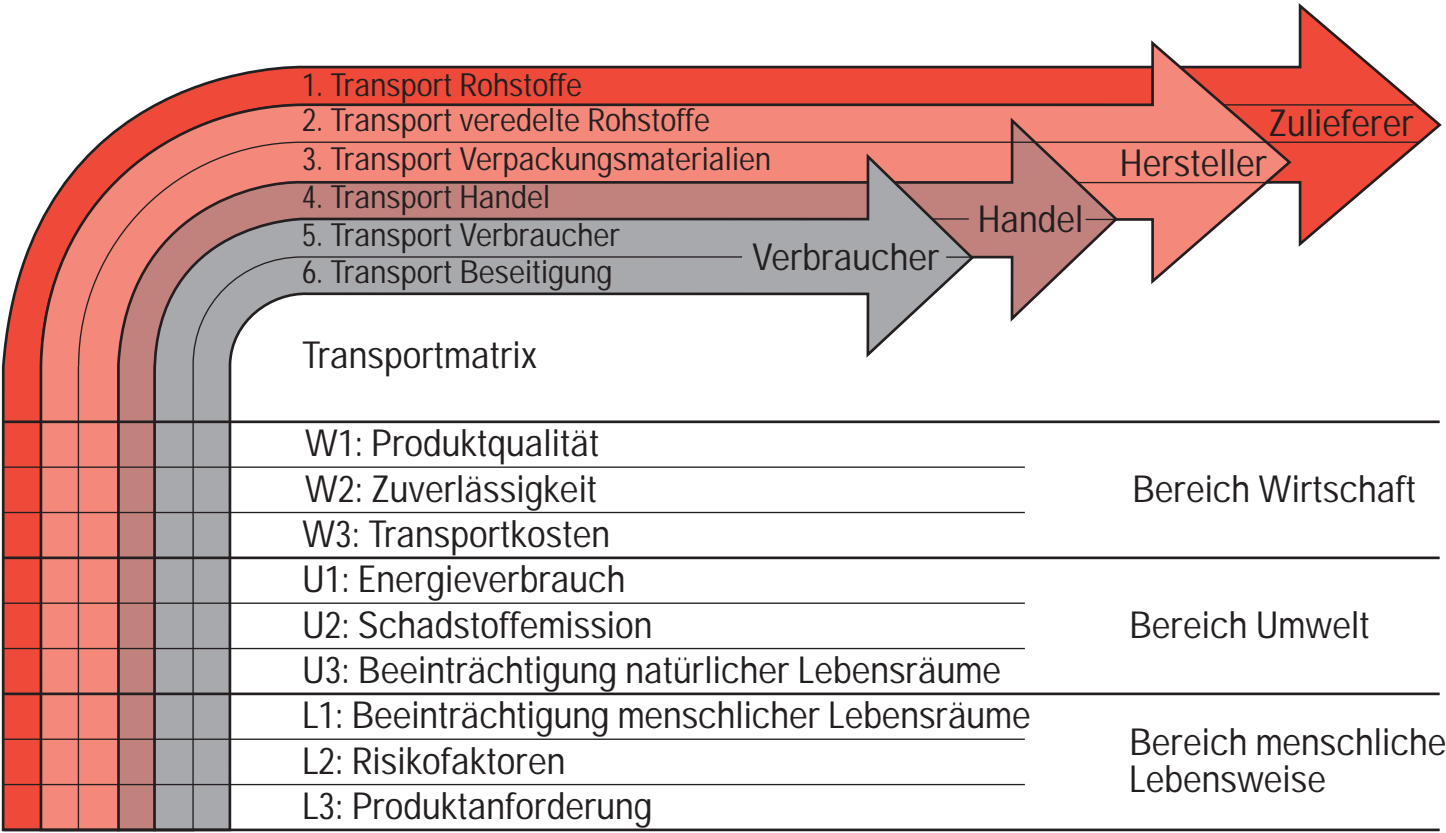 1. Transport Rohstoffe
2. Transport veredelte Rohstoffe
3. Transport Verpackungsmaterialien
4. Transport Handel
5. Transport Verbraucher
6. Transport Beseitigung
Verbraucher
Handel
Hersteller
Zulieferer
Transportmatrix
W1: Produktqualität
W2: Zuverlässigkeit
W3: Transportkosten
Bereich Wirtschaft
U1: Energieverbrauch
U2: Schadstoffemission
U3: Beeinträchtigung natürlicher Lebensräume
Bereich Umwelt
L1: Beeinträchtigung menschlicher Lebensräume
L2: Risikofaktoren
L3: Produktanforderung
Bereich menschliche
Lebensweise